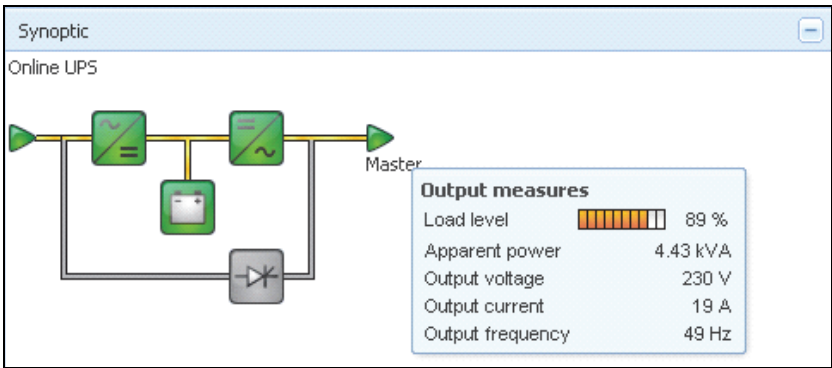 Synoptic
Online UPS
Master
Output measures
Load level 89 %
Apparent power 4.43 kVA
Output voltage 230 V
Output current 19 A
Output frequency 49 Hz